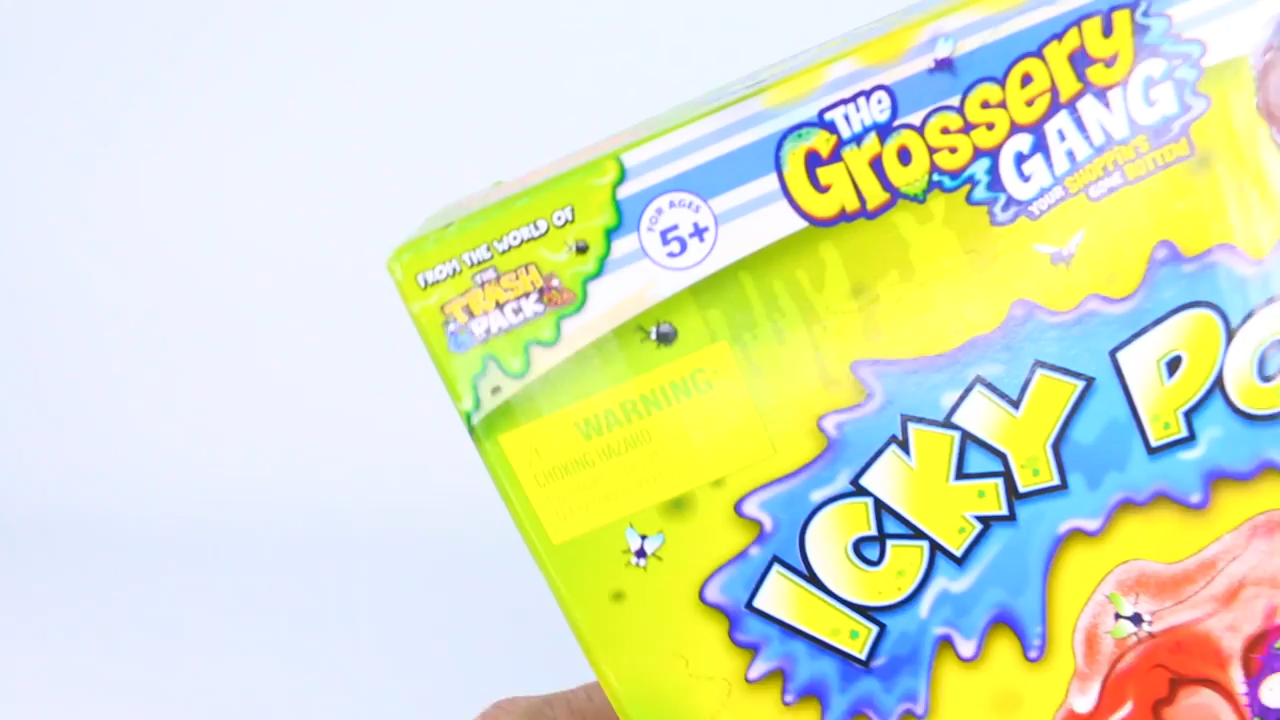 THE
Grossery
GANG
YOUR SHOPPIN'S
GONE ROTTEN!
FOR AGES
5+
FROM THE WORLD OF
THE
TRASH
PACK
WARNING:
CHOKING HAZARD
ICKY PO